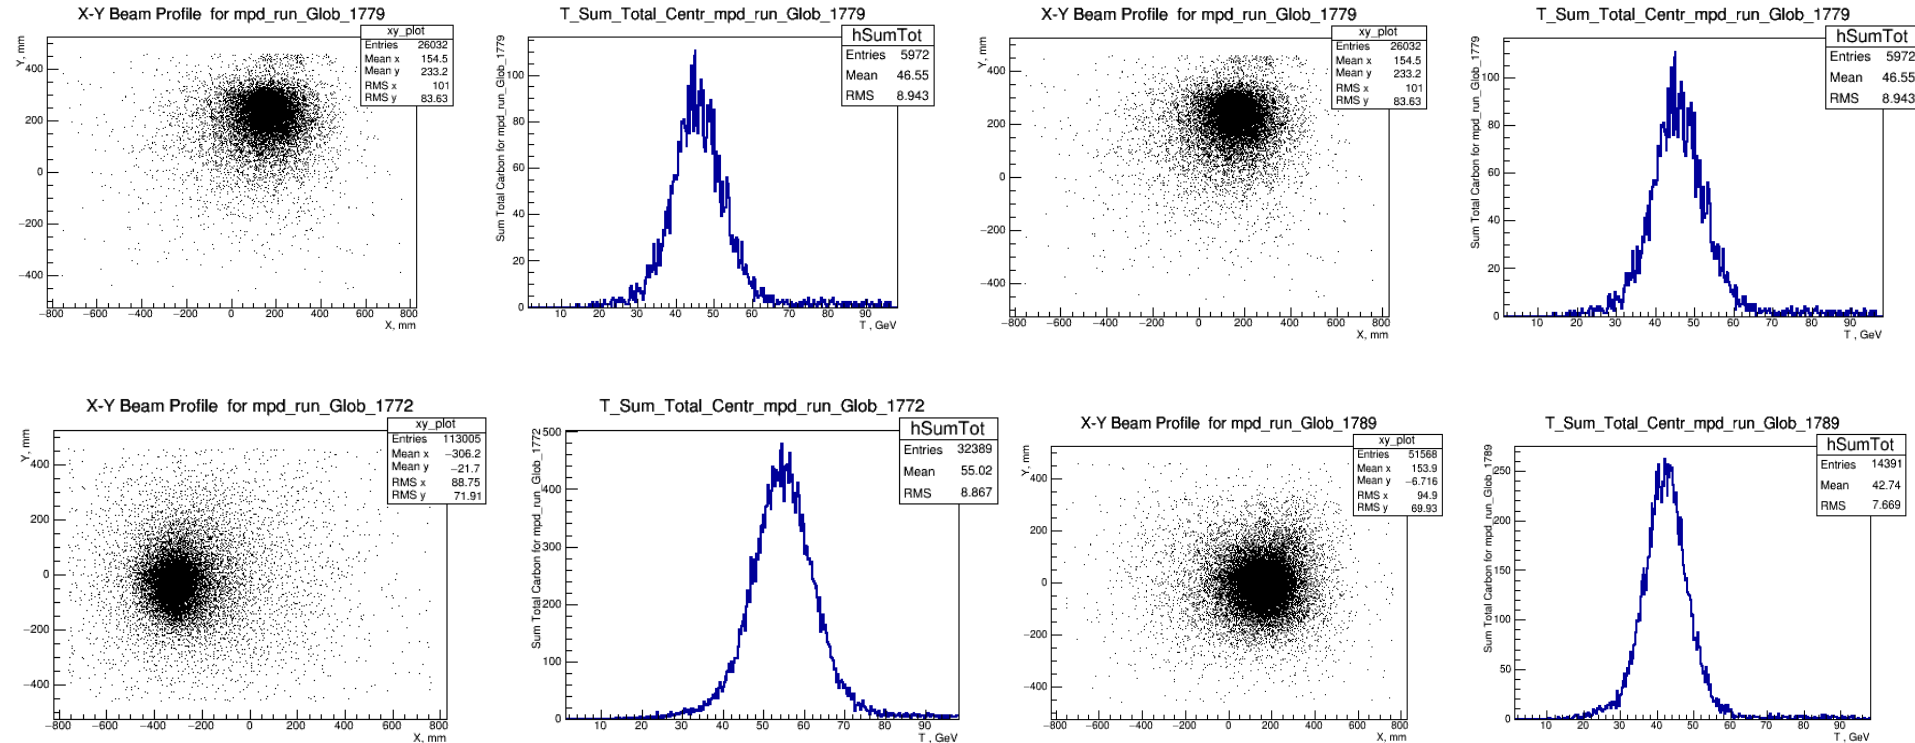 X-Y Beam Profile for mpd_run_Glob_1779
xy_plot
Entries 26032
Mean x 154.5
Mean y 233.2
RMS x 101
RMS y 83.63
Y, mm
400
200
0
−200
−400
−800 −600 −400 −200 0 200 400 600 800
X, mm
T_Sum_Total_Centr_mpd_run_Glob_1779
hSumTot
Entries 5972
Mean 46.55
RMS 8.943
Sum Total Carbon for mpd_run_Glob_1779
100
80
60
40
20
0
10 20 30 40 50 60 70 80 90
T , GeV
X-Y Beam Profile for mpd_run_Glob_1779
xy_plot
Entries 26032
Mean x 154.5
Mean y 233.2
RMS x 101
RMS y 83.63
Y, mm
400
200
0
−200
−400
−800 −600 −400 −200 0 200 400 600 800
X, mm
T_Sum_Total_Centr_mpd_run_Glob_1779
hSumTot
Entries 5972
Mean 46.55
RMS 8.943
Sum Total Carbon for mpd_run_Glob_1779
100
80
60
40
20
0
10 20 30 40 50 60 70 80 90
T , GeV
X-Y Beam Profile for mpd_run_Glob_1772
xy_plot
Entries 113005
Mean x −306.2
Mean y −21.7
RMS x 88.75
RMS y 71.91
Y, mm
400
200
0
−200
−400
−800 −600 −400 −200 0 200 400 600 800
X, mm
T_Sum_Total_Centr_mpd_run_Glob_1772
hSumTot
Entries 32389
Mean 55.02
RMS 8.867
Sum Total Carbon for mpd_run_Glob_1772
500
400
300
200
100
0
10 20 30 40 50 60 70 80 90
T , GeV
X-Y Beam Profile for mpd_run_Glob_1789
xy_plot
Entries 51568
Mean x 153.9
Mean y −6.716
RMS x 94.9
RMS y 69.93
Y, mm
400
200
0
−200
−400
−800 −600 −400 −200 0 200 400 600 800
X, mm
T_Sum_Total_Centr_mpd_run_Glob_1789
hSumTot
Entries 14391
Mean 42.74
RMS 7.669
Sum Total Carbon for mpd_run_Glob_1789
250
200
150
100
50
0
10 20 30 40 50 60 70 80 90
T , GeV